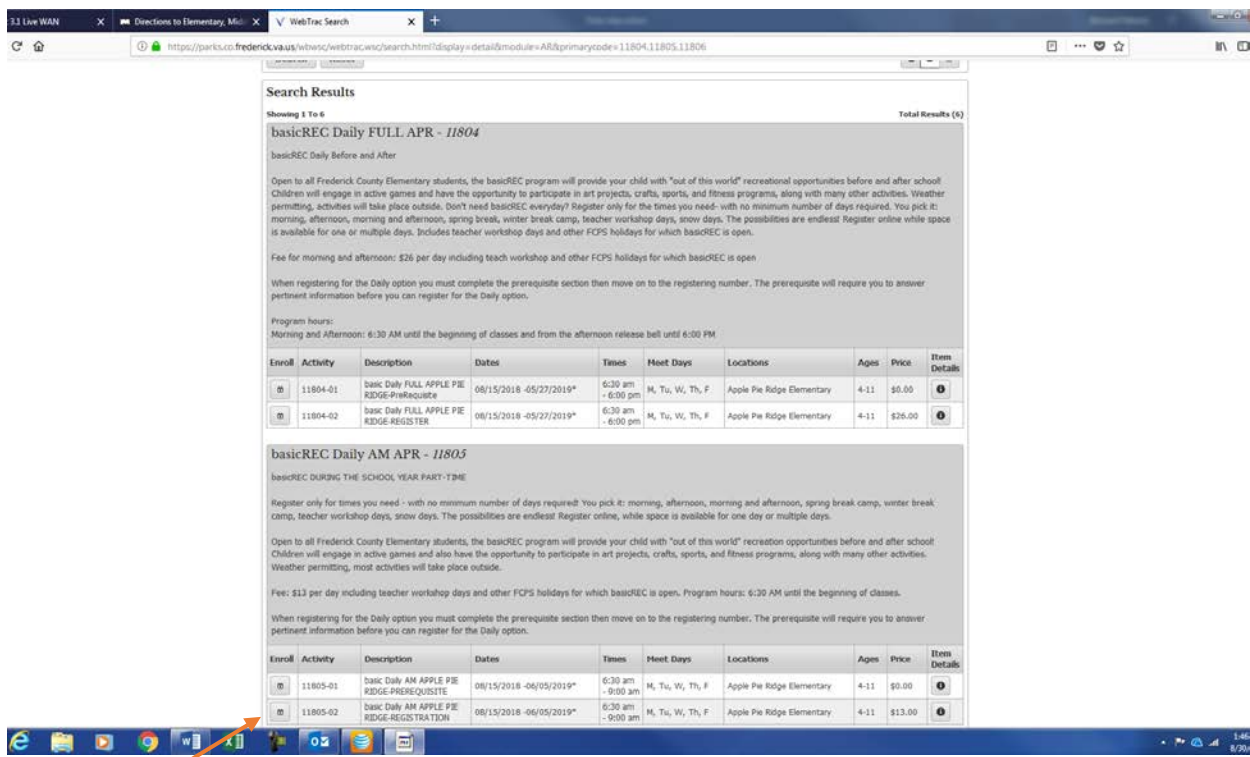 3.1 Live WAN X Directions to Elementary, Mid X WebTrac Search X +
https://parks.co.frederick.va.us/wbwsc/webtrac.wsc/search.html?display=detail&module=AR&primarycode=11804,11805,11806
Search Results
Showing 1 To 6 Total Results (6)
basicREC Daily FULL APR - 11804
basicREC Daily Before and After
Open to all Frederick County Elementary students, the basicREC program will provide your child with "out of this world" recreational opportunities before and after school!
Children will engage in active games and have the opportunity to participate in art projects, crafts, sports, and fitness programs, along with many other activities. Weather
permitting, activities will take place outside. Don't need basicREC everyday? Register only for the times you need- with no minimum number of days required. You pick it:
morning, afternoon, morning and afternoon, spring break, winter break camp, teacher workshop days, snow days. The possibilities are endless! Register online while space
is available for one or multiple days. Includes teacher workshop days and other FCPS holidays for which basicREC is open.
Fee for morning and afternoon: $26 per day including teach workshop and other FCPS holidays for which basicREC is open
When registering for the Daily option you must complete the prerequisite section then move on to the registering number. The prerequisite will require you to answer
pertinent information before you can register for the Daily option.
Program hours:
Morning and Afternoon: 6:30 AM until the beginning of classes and from the afternoon release bell until 6:00 PM
Enroll Activity Description Dates Times Meet Days Locations Ages Price Item Details
11804-01 basic Daily FULL APPLE PIE RIDGE-PreRequisite 08/15/2018 -05/27/2019* 6:30 am - 6:00 pm M, Tu, W, Th, F Apple Pie Ridge Elementary 4-11 $0.00
11804-02 basic Daily FULL APPLE PIE RIDGE-REGISTER 08/15/2018 -05/27/2019* 6:30 am - 6:00 pm M, Tu, W, Th, F Apple Pie Ridge Elementary 4-11 $26.00
basicREC Daily AM APR - 11805
basicREC DURING THE SCHOOL YEAR PART-TIME
Register only for times you need - with no minimum number of days required! You pick it: morning, afternoon, morning and afternoon, spring break camp, winter break
camp, teacher workshop days, snow days. The possibilities are endless! Register online, while space is available for one day or multiple days.
Open to all Frederick County Elementary students, the basicREC program will provide your child with "out of this world" recreation opportunities before and after school!
Children will engage in active games and also have the opportunity to participate in art projects, crafts, sports, and fitness programs, along with many other activities.
Weather permitting, most activities will take place outside.
Fee: $13 per day including teacher workshop days and other FCPS holidays for which basicREC is open. Program hours: 6:30 AM until the beginning of classes.
When registering for the Daily option you must complete the prerequisite section then move on to the registering number. The prerequisite will require you to answer
pertinent information before you can register for the Daily option.
Enroll Activity Description Dates Times Meet Days Locations Ages Price Item Details
11805-01 basic Daily AM APPLE PIE RIDGE-PREREQUISITE 08/15/2018 -06/05/2019* 6:30 am - 9:00 am M, Tu, W, Th, F Apple Pie Ridge Elementary 4-11 $0.00
11805-02 basic Daily AM APPLE PIE RIDGE-REGISTRATION 08/15/2018 -06/05/2019* 6:30 am - 9:00 am M, Tu, W, Th, F Apple Pie Ridge Elementary 4-11 $13.00
1:46
8/30/